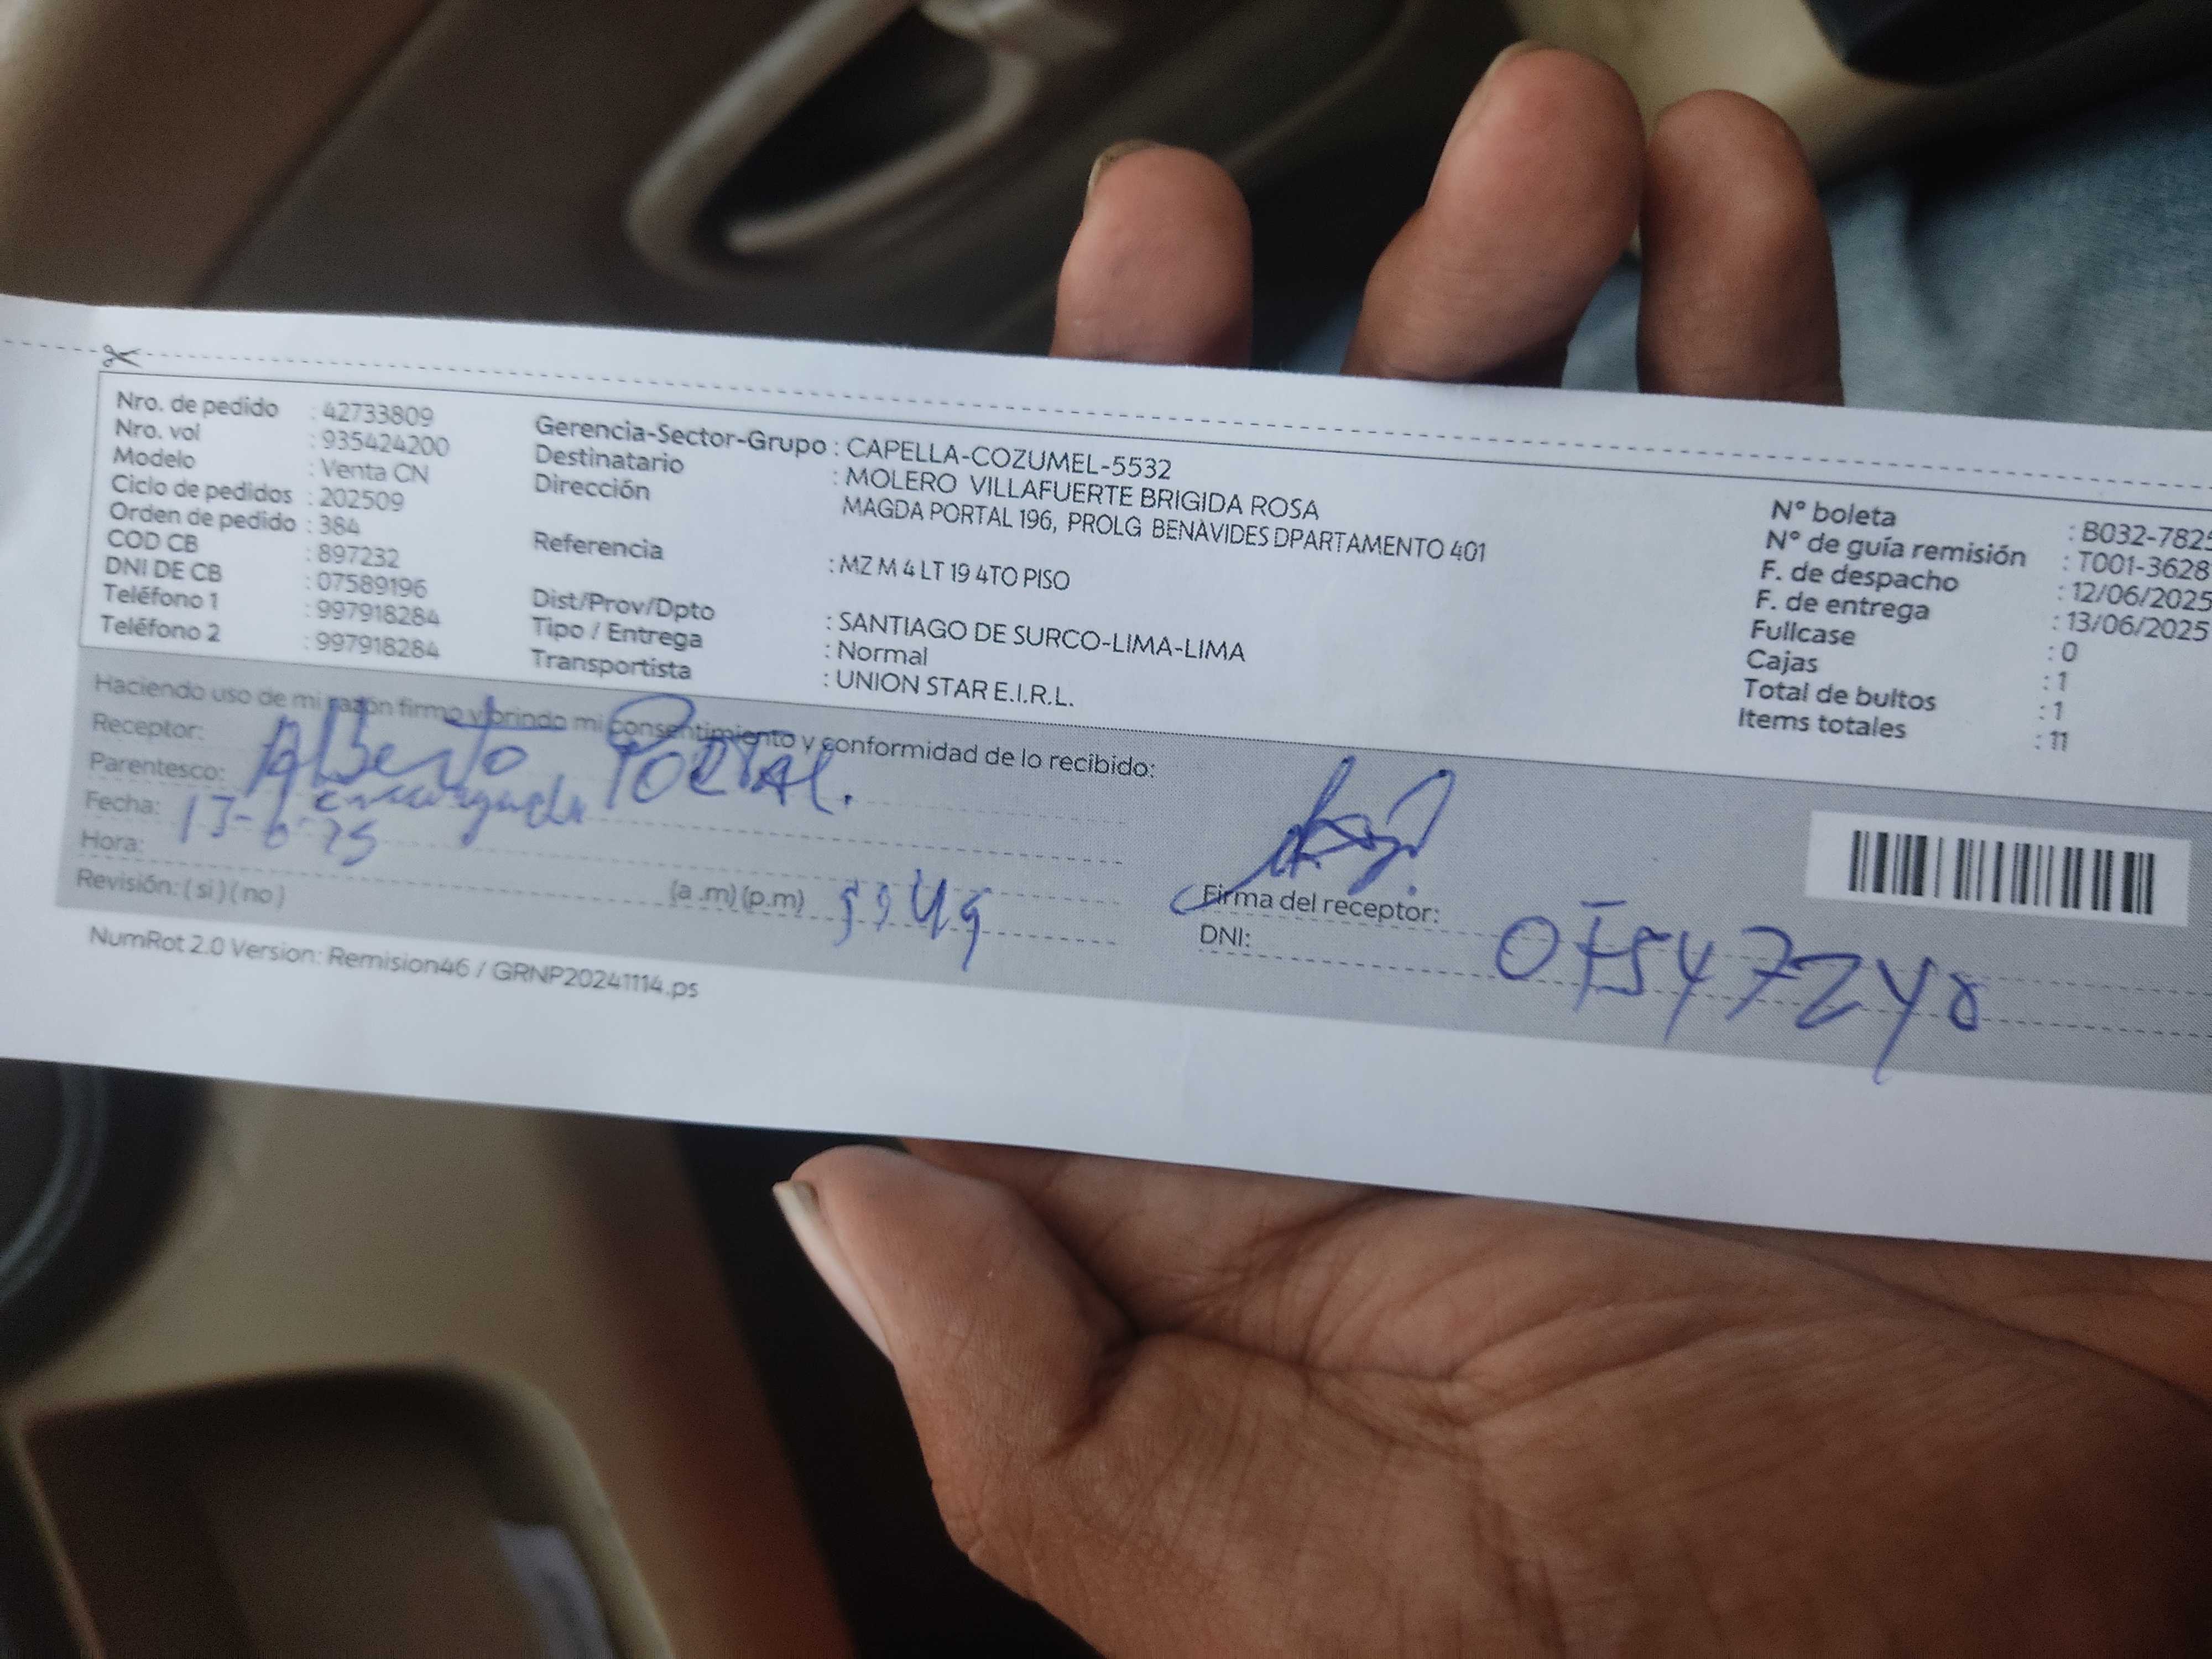 Nro. de pedido : 42733809
Nro. vol : 935424200
Modelo : Venta CN
Ciclo de pedidos : 202509
Orden de pedido : 384
COD CB : 897232
DNI DE CB : 07589196
Teléfono 1 : 997918284
Teléfono 2 : 997918284
Gerencia-Sector-Grupo : CAPELLA-COZUMEL-5532
Destinatario : MOLERO VILLAFUERTE BRIGIDA ROSA
Dirección MAGDA PORTAL 196, PROLG BENAVIDES DPARTAMENTO 401
Referencia : MZ M 4 LT 19 4TO PISO
Dist/Prov/Dpto : SANTIAGO DE SURCO-LIMA-LIMA
Tipo / Entrega : Normal
Transportista : UNION STAR E.I.R.L.
N° boleta : B032-782
N° de guía remisión : T001-3628
F. de despacho : 12/06/2025
F. de entrega : 13/06/2025
Fullcase : 0
Cajas : 1
Total de bultos : 1
Items totales : 11
Haciendo uso de mi razón firmo y brindo mi consentimiento y conformidad de lo recibido:
Receptor: Alberto PORTAL.
Parentesco: encargado
Fecha: 13-6-25
Hora: (a .m) (p.m)
Revisión: ( si ) ( no )
Firma del receptor:
DNI:
NumRot 2.0 Version: Remision46 / GRNP20241114.ps